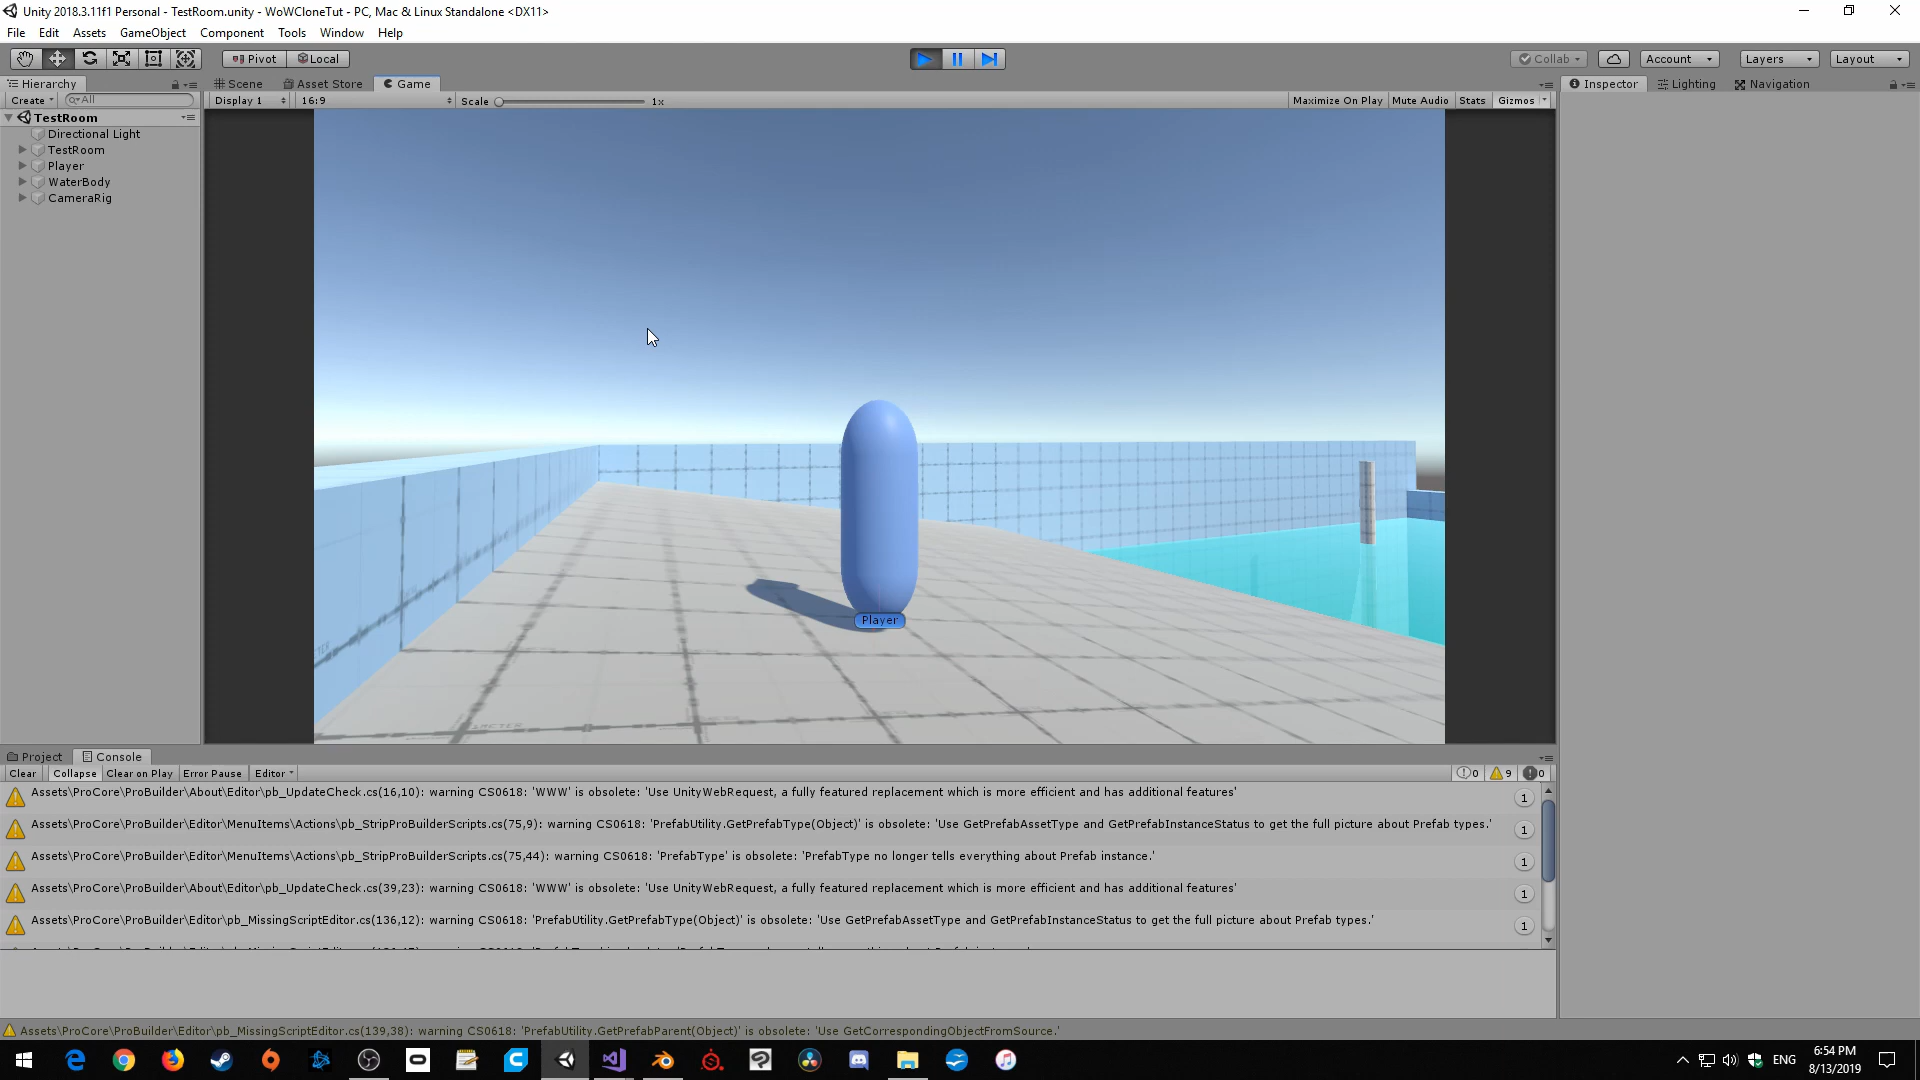 Unity 2018.3.11f1 Personal - TestRoom.unity - WoWCloneTut - PC, Mac & Linux Standalone <DX11>
File Edit Assets GameObject Component Tools Window Help
Pivot Local Collab Account Layers Layout
Hierarchy Scene Asset Store Game Inspector Lighting Navigation
Create All Display 1 16:9 Scale 1x Maximize On Play Mute Audio Stats Gizmos
TestRoom
Directional Light
TestRoom
Player
WaterBody
CameraRig
Player
Project Console
Clear Collapse Clear on Play Error Pause Editor 0 9 0
Assets\ProCore\ProBuilder\About\Editor\pb_UpdateCheck.cs(16,10): warning CS0618: 'WWW' is obsolete: 'Use UnityWebRequest, a fully featured replacement which is more efficient and has additional features' 1
Assets\ProCore\ProBuilder\Editor\MenuItems\Actions\pb_StripProBuilderScripts.cs(75,9): warning CS0618: 'PrefabUtility.GetPrefabType(Object)' is obsolete: 'Use GetPrefabAssetType and GetPrefabInstanceStatus to get the full picture about Prefab types.' 1
Assets\ProCore\ProBuilder\Editor\MenuItems\Actions\pb_StripProBuilderScripts.cs(75,44): warning CS0618: 'PrefabType' is obsolete: 'PrefabType no longer tells everything about Prefab instance.' 1
Assets\ProCore\ProBuilder\About\Editor\pb_UpdateCheck.cs(39,23): warning CS0618: 'WWW' is obsolete: 'Use UnityWebRequest, a fully featured replacement which is more efficient and has additional features' 1
Assets\ProCore\ProBuilder\Editor\pb_MissingScriptEditor.cs(136,12): warning CS0618: 'PrefabUtility.GetPrefabType(Object)' is obsolete: 'Use GetPrefabAssetType and GetPrefabInstanceStatus to get the full picture about Prefab types.' 1
Assets\ProCore\ProBuilder\Editor\pb_MissingScriptEditor.cs(139,38): warning CS0618: 'PrefabUtility.GetPrefabParent(Object)' is obsolete: 'Use GetCorrespondingObjectFromSource.'
ENG 6:54 PM
8/13/2019